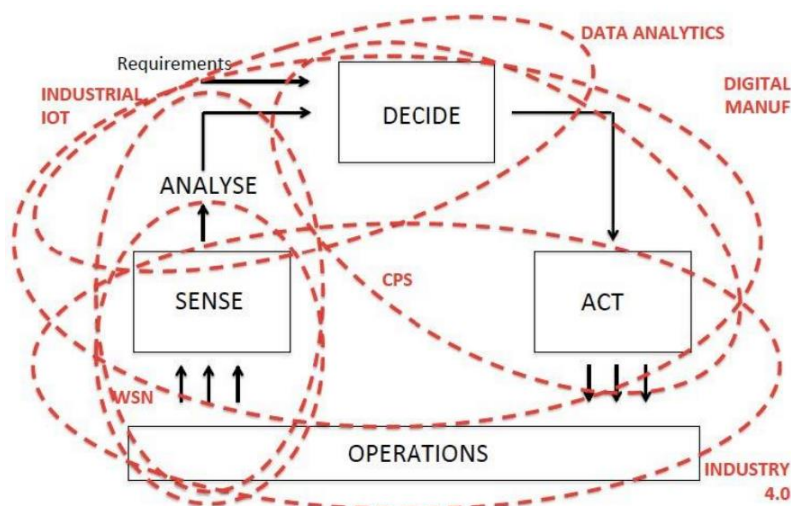 DATA ANALYTICS
Requirements
INDUSTRIAL
IOT
DIGITAL
MANUF
DECIDE
ANALYSE
CPS
SENSE
ACT
WSN
OPERATIONS
INDUSTRY
4.0